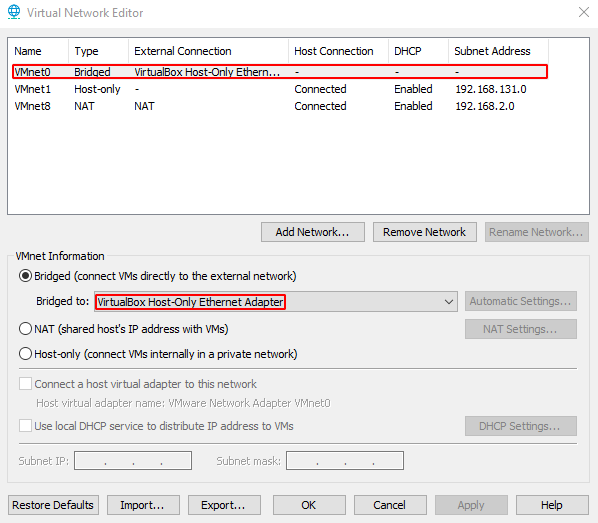 Virtual Network Editor
Name Type External Connection Host Connection DHCP Subnet Address
VMnet0 Bridged VirtualBox Host-Only Ethern... - - -
VMnet1 Host-only - Connected Enabled 192.168.131.0
VMnet8 NAT NAT Connected Enabled 192.168.2.0
Add Network... Remove Network Rename Network...
VMnet Information
Bridged (connect VMs directly to the external network)
Bridged to: VirtualBox Host-Only Ethernet Adapter Automatic Settings...
NAT (shared host's IP address with VMs) NAT Settings...
Host-only (connect VMs internally in a private network)
Connect a host virtual adapter to this network
Host virtual adapter name: VMware Network Adapter VMnet0
Use local DHCP service to distribute IP address to VMs DHCP Settings...
Subnet IP: . . . Subnet mask: . . .
Restore Defaults Import... Export... OK Cancel Apply Help